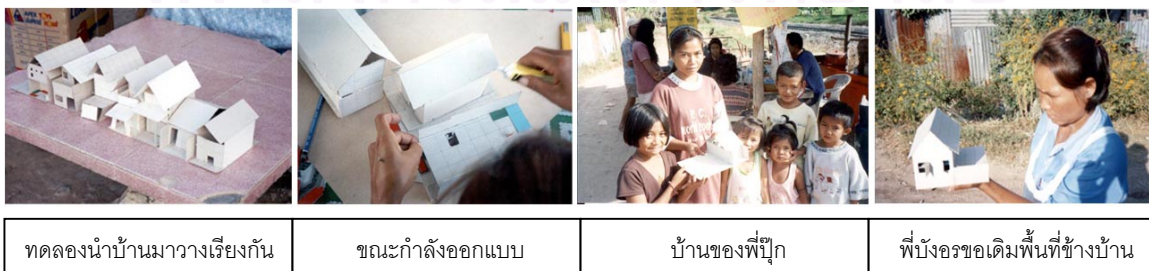 ทดลองนำบ้านมาวางเรียงกัน
ขณะกำลังออกแบบ
บ้านของพี่ปุ๊ก
พี่บังอรขอเดิมพื้นที่ข้างบ้าน